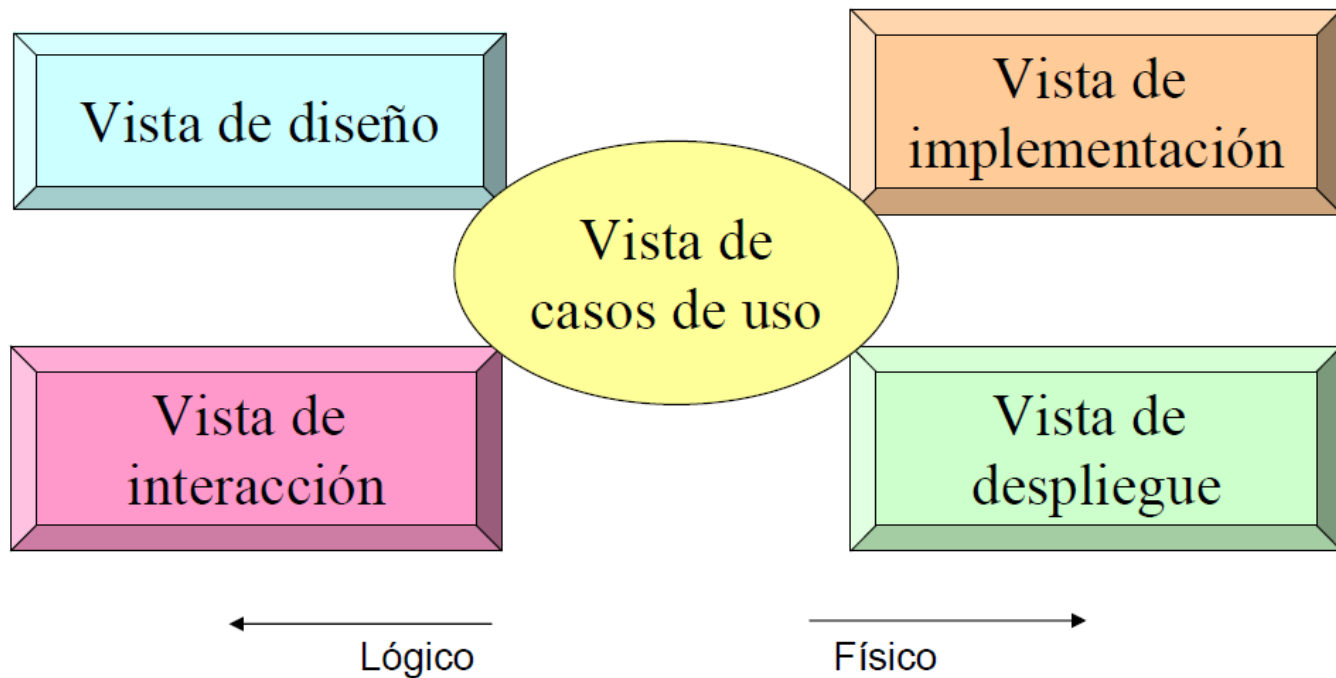 Vista de diseño
Vista de
implementación
Vista de
casos de uso
Vista de
interacción
Vista de
despliegue
Lógico
Físico